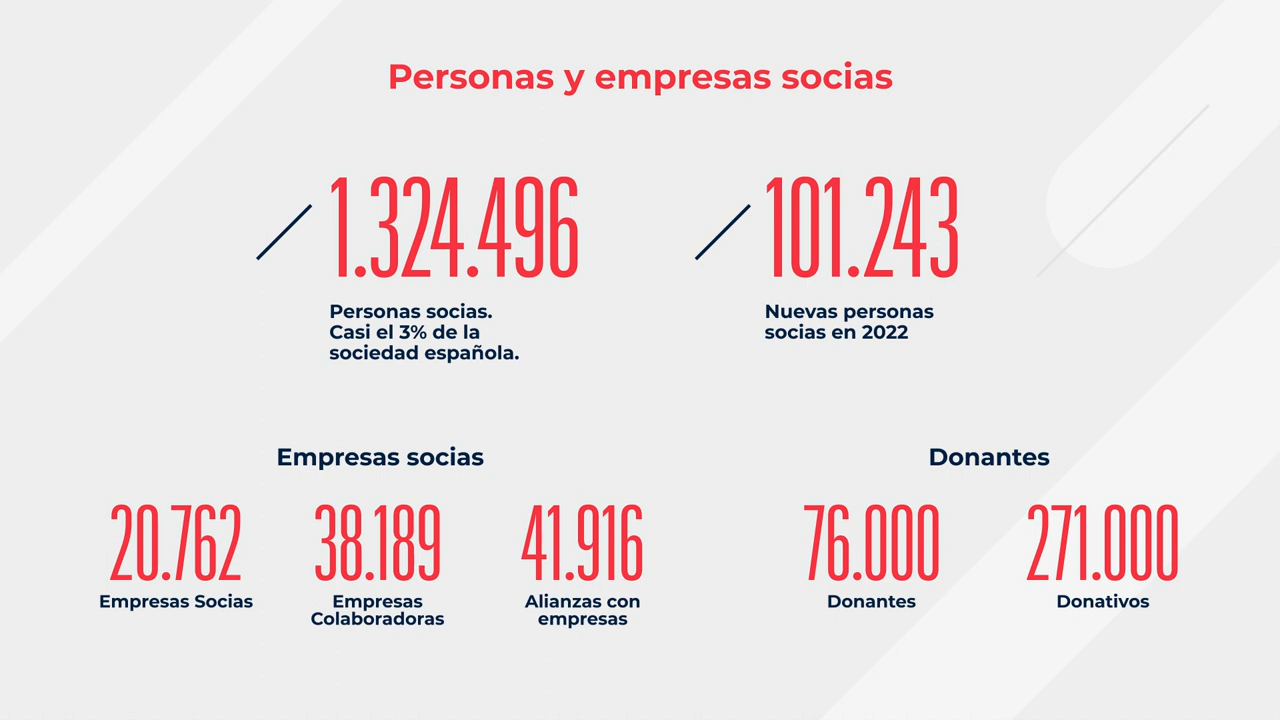 Personas y empresas socias
1.324.496
Personas socias.
Casi el 3% de la
sociedad española.
101.243
Nuevas personas
socias en 2022
Empresas socias
20.762
Empresas Socias
38.189
Empresas
Colaboradoras
41.916
Alianzas con
empresas
Donantes
76.000
Donantes
271.000
Donativos